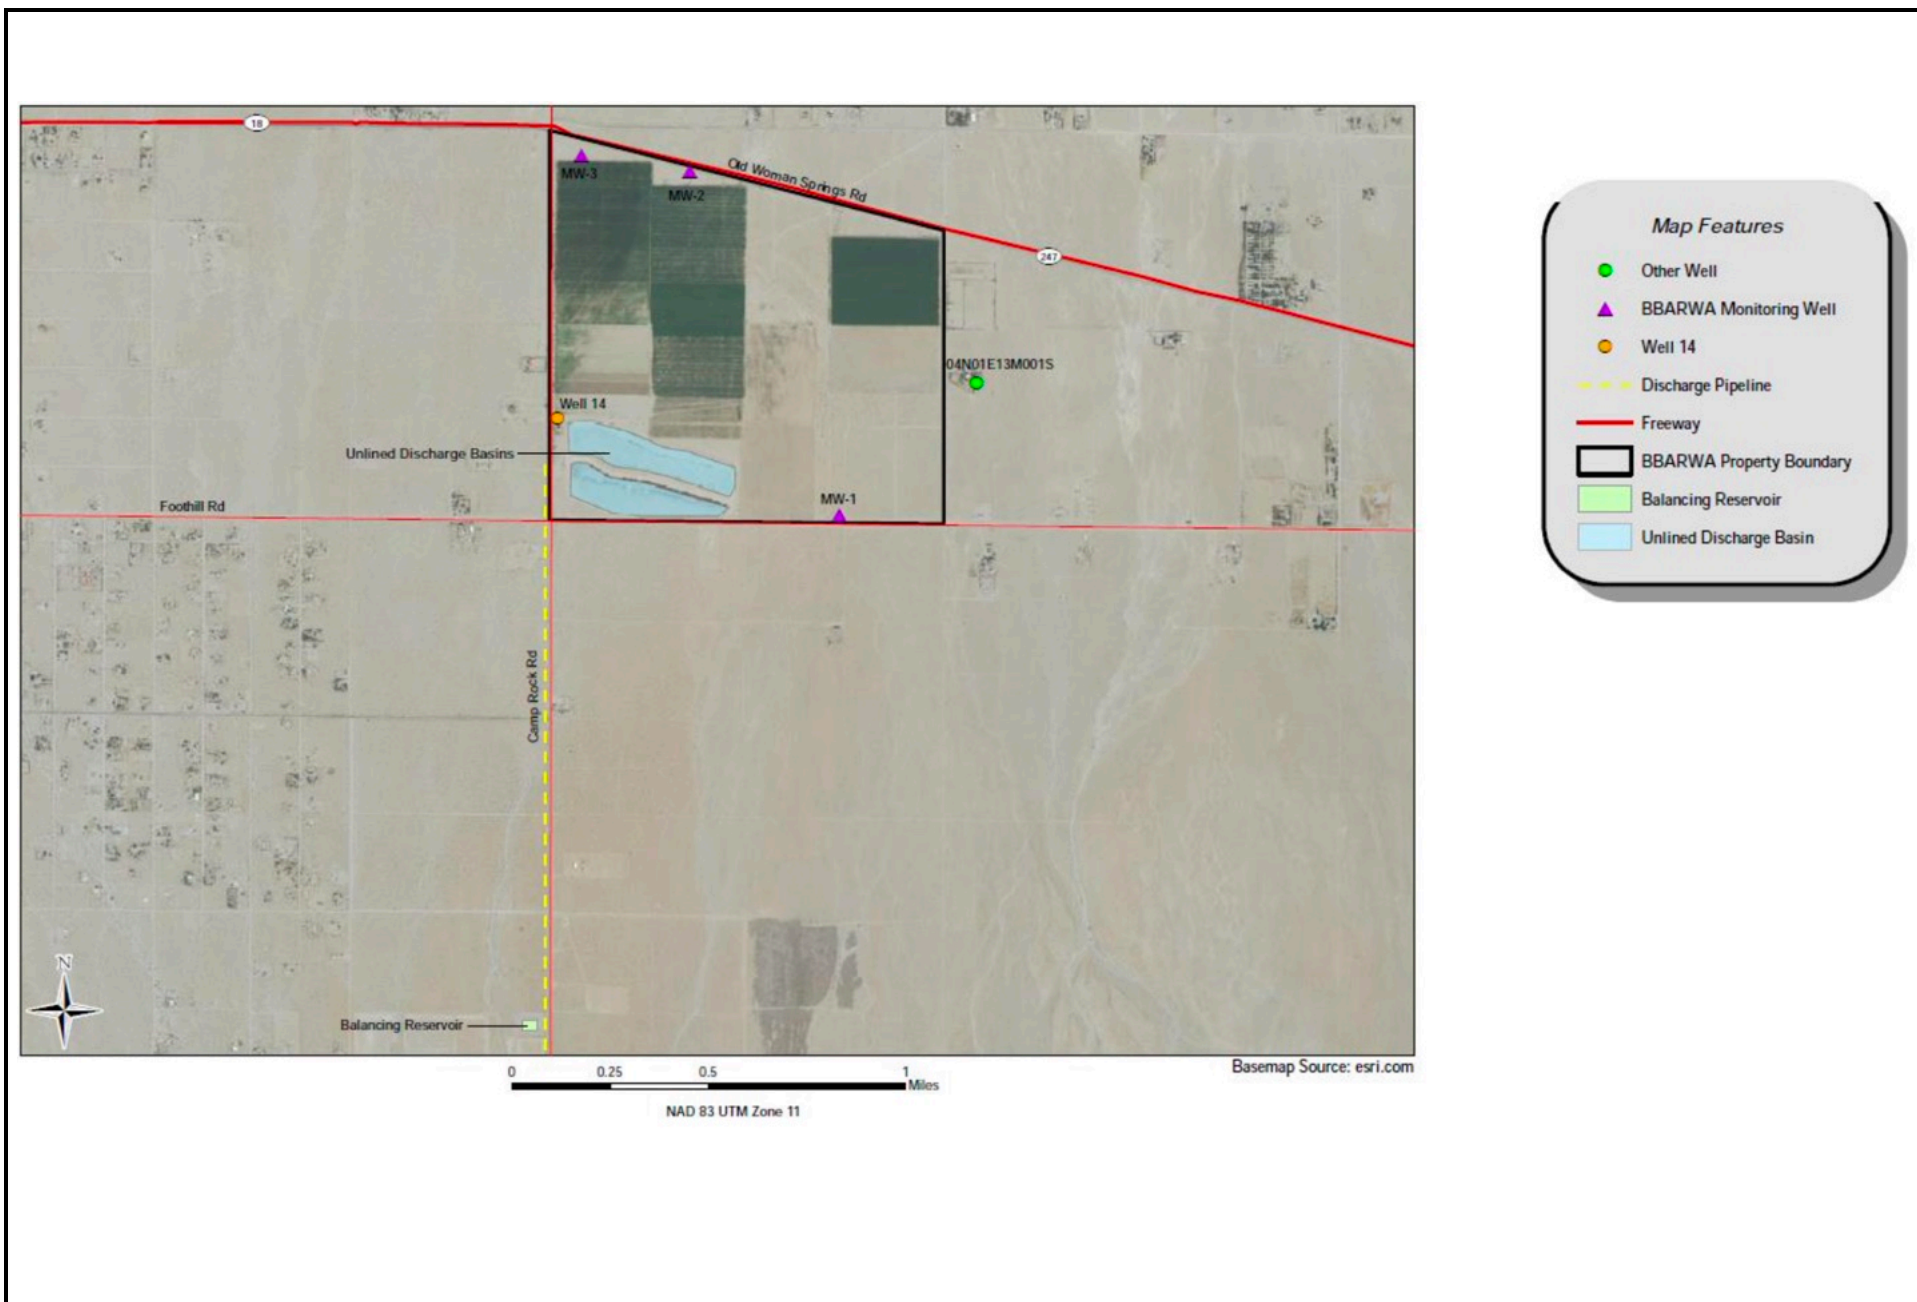 18
MW-3
MW-2
Old Woman Springs Rd
247
04N01E13M001S
Well 14
Unlined Discharge Basins
MW-1
Foothill Rd
Camp Rock Rd
N
Balancing Reservoir
0 0.25 0.5 1
Miles
NAD 83 UTM Zone 11
Basemap Source: esri.com
Map Features
Other Well
BBARWA Monitoring Well
Well 14
Discharge Pipeline
Freeway
BBARWA Property Boundary
Balancing Reservoir
Unlined Discharge Basin